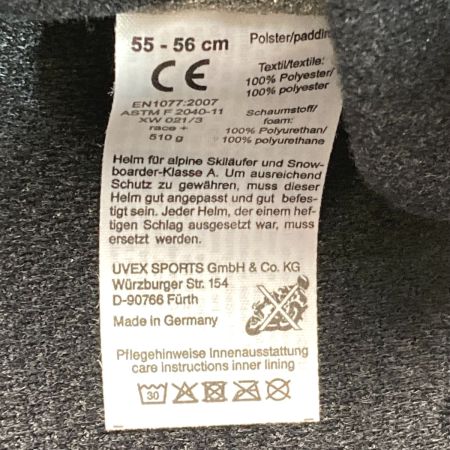 55 - 56 cm
CE
EN1077:2007
ASTM F 2040-11
XW 021/3
race +
510 g
Polster/paddin
Textil/textile:
100% Polyester/
100% polyester
Schaumstoff/
foam:
100% Polyurethan/
100% polyurethane
Helm für alpine Skiläufer und Snow-
boarder-Klasse A. Um ausreichend
Schutz zu gewähren, muss dieser
Helm gut angepasst und gut befes-
tigt sein. Jeder Helm, der einem hef-
tigen Schlag ausgesetzt war, muss
ersetzt werden.
UVEX SPORTS GmbH & Co. KG
Würzburger Str. 154
D-90766 Fürth
Made in Germany
Pflegehinweise Innenausstattung
care instructions inner lining
30